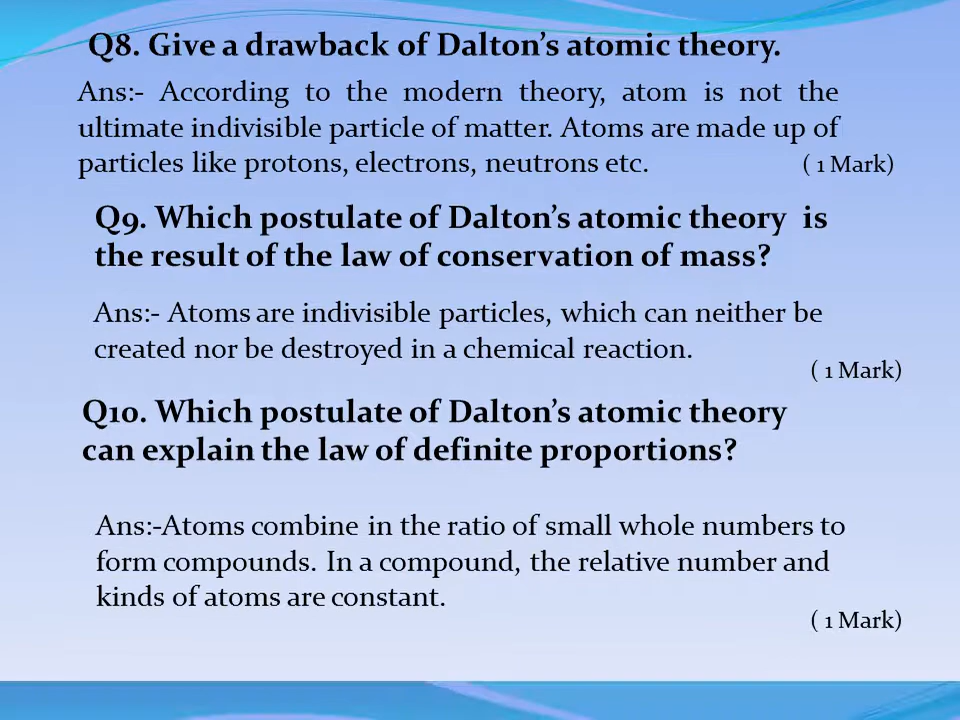 Q8. Give a drawback of Dalton’s atomic theory.
Ans:- According to the modern theory, atom is not the
ultimate indivisible particle of matter. Atoms are made up of
particles like protons, electrons, neutrons etc. ( 1 Mark)
Q9. Which postulate of Dalton’s atomic theory is
the result of the law of conservation of mass?
Ans:- Atoms are indivisible particles, which can neither be
created nor be destroyed in a chemical reaction.
( 1 Mark)
Q10. Which postulate of Dalton’s atomic theory
can explain the law of definite proportions?
Ans:-Atoms combine in the ratio of small whole numbers to
form compounds. In a compound, the relative number and
kinds of atoms are constant.
( 1 Mark)